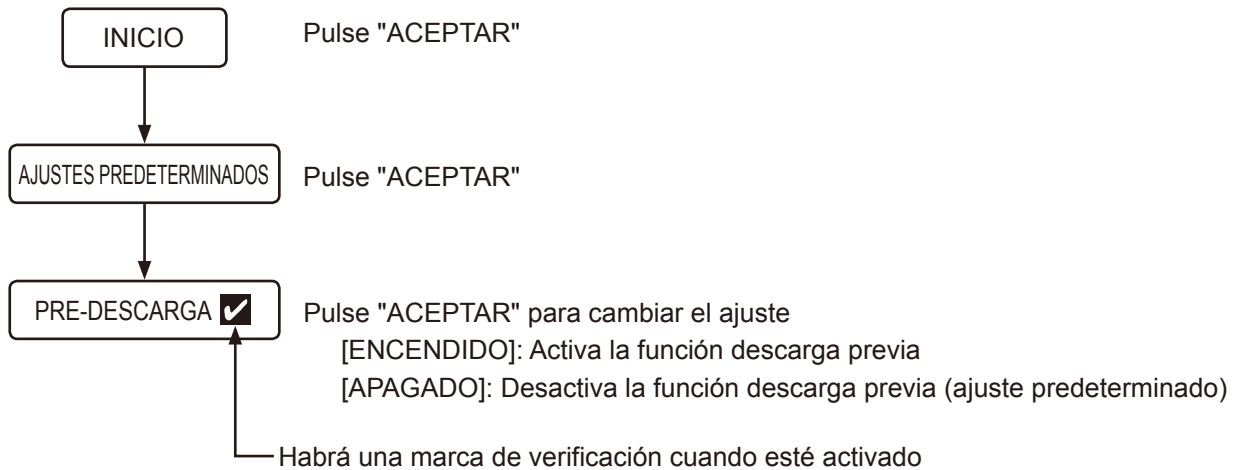 INICIO
Pulse "ACEPTAR"
AJUSTES PREDETERMINADOS
Pulse "ACEPTAR"
PRE-DESCARGA ✔
Pulse "ACEPTAR" para cambiar el ajuste
[ENCENDIDO]: Activa la función descarga previa
[APAGADO]: Desactiva la función descarga previa (ajuste predeterminado)
Habrá una marca de verificación cuando esté activado